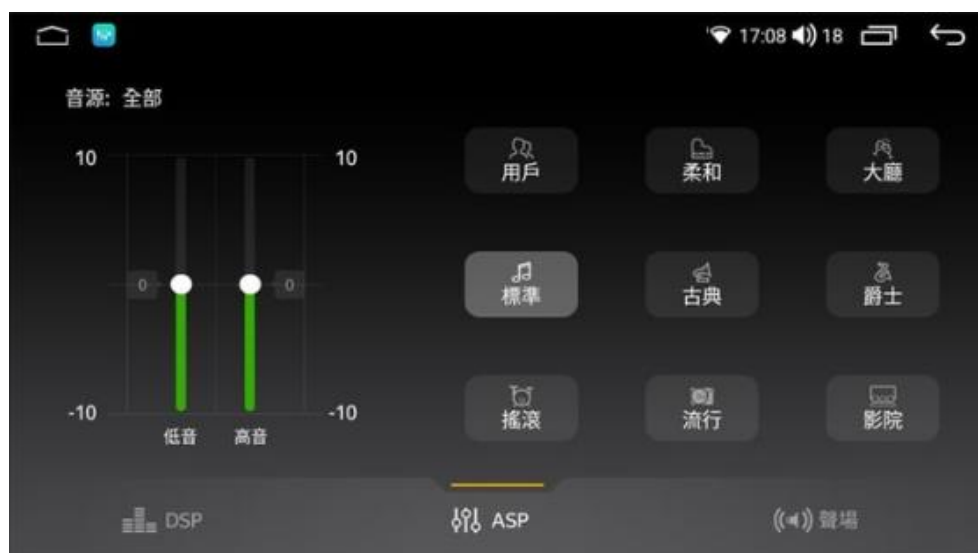 17:08 18
音源: 全部
10 10
0 0
-10 -10
低音 高音
用戶 柔和 大廳
標準 古典 爵士
搖滾 流行 影院
DSP ASP 聲場